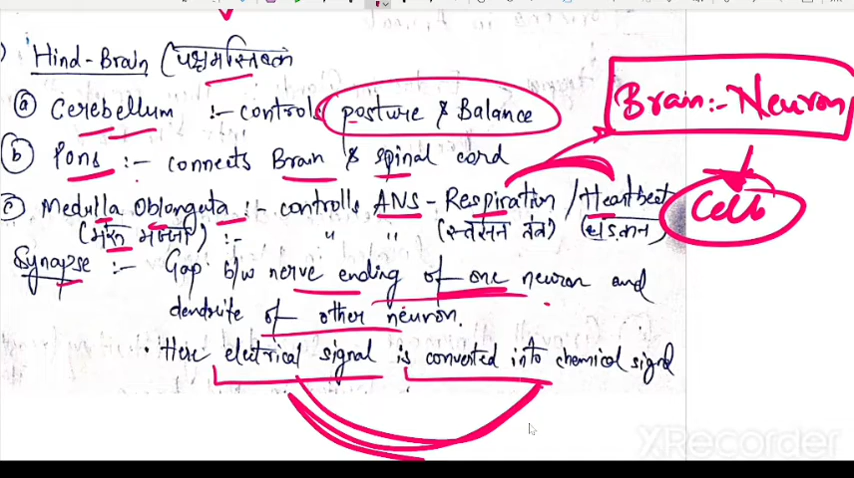 Hind-Brain (पश्चमस्तिष्क
Brain:- Neuron
Cell
(a) Cerebellum :- controls posture & Balance
(b) Pons :- connects Brain & spinal cord
(c) Medulla Oblongata :- controlls ANS - Respiration / Heartbeat
:- " " (श्वसन तंत्र) (धड़कन)
Synapse :- Gap b/w nerve ending of one neuron and
dendrite of other neuron.
• Here electrical signal is converted into chemical signal
XRecorder